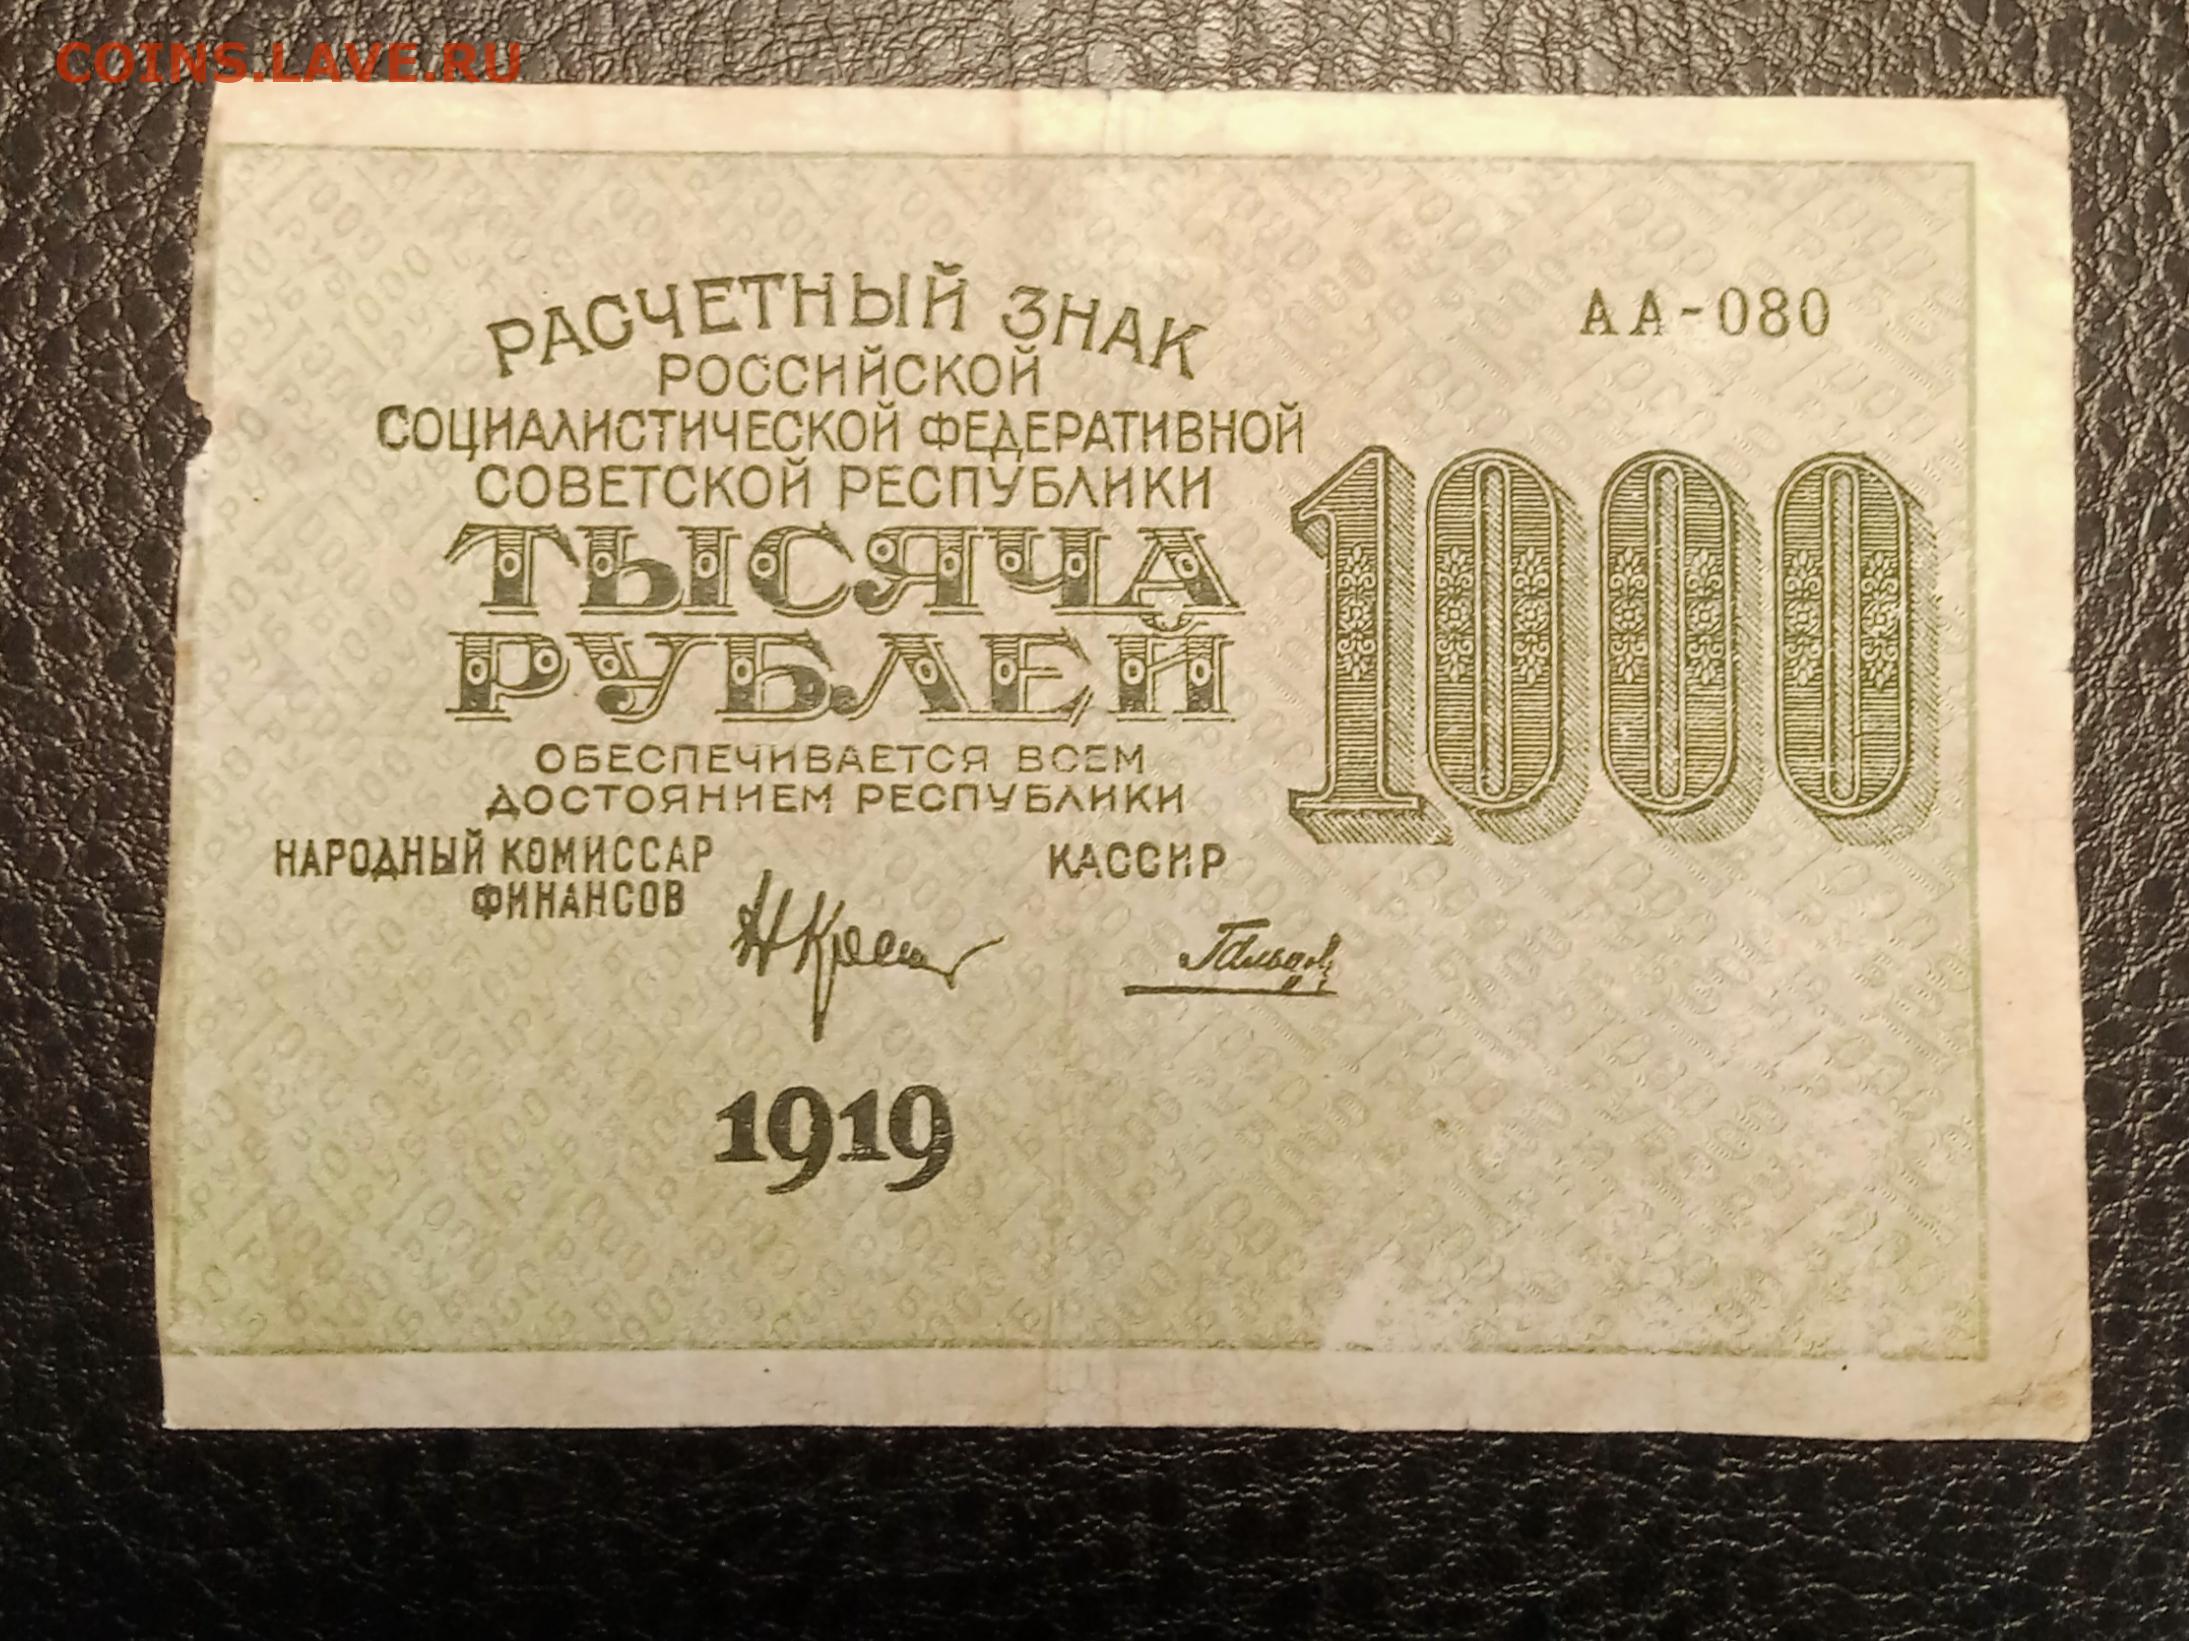 COINS.LAVE.RU
РАСЧЕТНЫЙ ЗНАК
РОССИЙСКОЙ
СОЦИАЛИСТИЧЕСКОЙ ФЕДЕРАТИВНОЙ
СОВЕТСКОЙ РЕСПУБЛИКИ
ТЫСЯЧА
РУБЛЕЙ
ОБЕСПЕЧИВАЕТСЯ ВСЕМ
ДОСТОЯНИЕМ РЕСПУБЛИКИ
НАРОДНЫЙ КОМИССАР
ФИНАНСОВ
КАССИР
1919
АА-080
1000